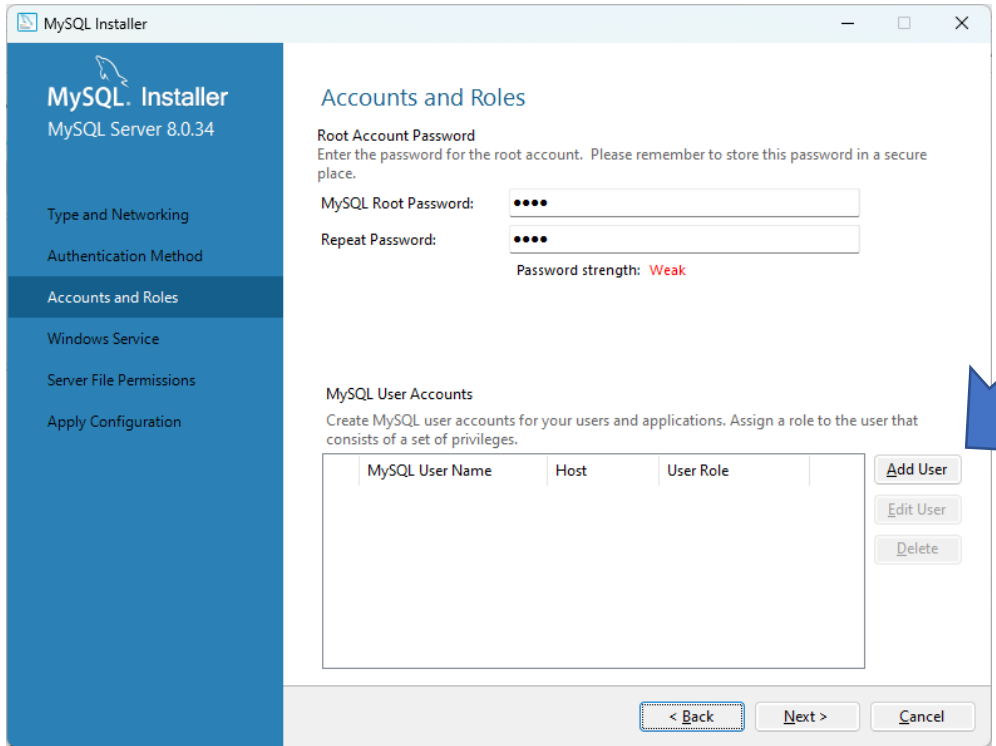 MySQL Installer
MySQL. Installer
MySQL Server 8.0.34
Type and Networking
Authentication Method
Accounts and Roles
Windows Service
Server File Permissions
Apply Configuration
Accounts and Roles
Root Account Password
Enter the password for the root account. Please remember to store this password in a secure
place.
MySQL Root Password: ••••
Repeat Password: ••••
Password strength: Weak
MySQL User Accounts
Create MySQL user accounts for your users and applications. Assign a role to the user that
consists of a set of privileges.
MySQL User Name Host User Role
Add User
Edit User
Delete
< Back Next > Cancel